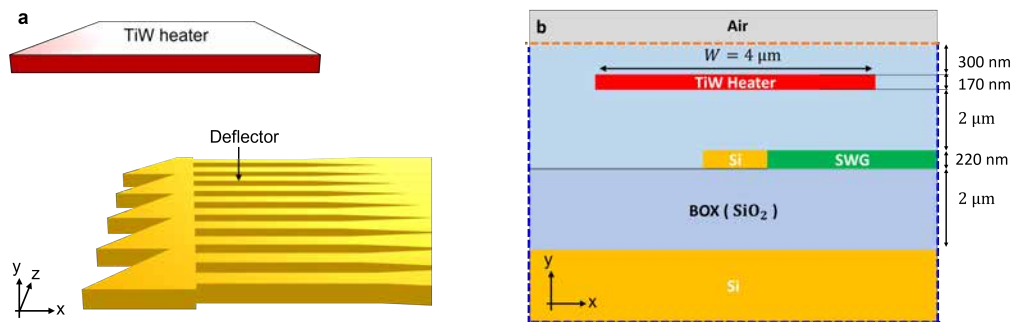 a
TiW heater
Deflector
y
z
x
b
Air
W = 4 μm
TiW Heater
300 nm
170 nm
2 μm
Si
SWG
220 nm
BOX ( SiO₂ )
2 μm
y
x
Si